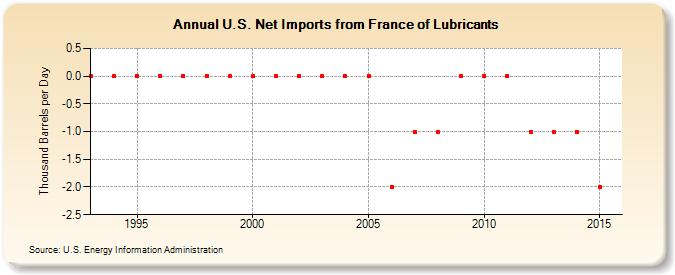 Annual U.S. Net Imports from France of Lubricants
Thousand Barrels per Day
0.5
0.0
-0.5
-1.0
-1.5
-2.0
-2.5
1995 2000 2005 2010 2015
Source: U.S. Energy Information Administration